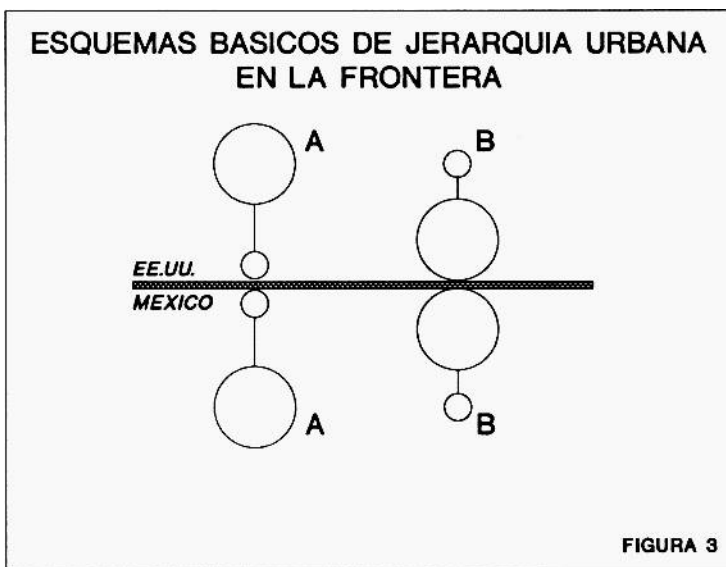 ESQUEMAS BASICOS DE JERARQUIA URBANA
EN LA FRONTERA
A
B
EE.UU.
MEXICO
A
B
FIGURA 3